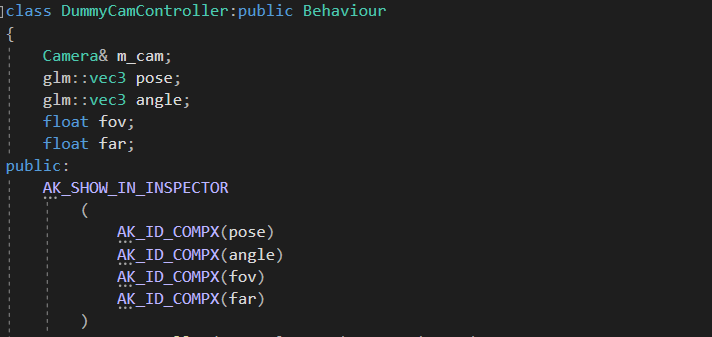 class DummyCamController:public Behaviour
{
Camera& m_cam;
glm::vec3 pose;
glm::vec3 angle;
float fov;
float far;
public:
AK_SHOW_IN_INSPECTOR
(
AK_ID_COMPX(pose)
AK_ID_COMPX(angle)
AK_ID_COMPX(fov)
AK_ID_COMPX(far)
)